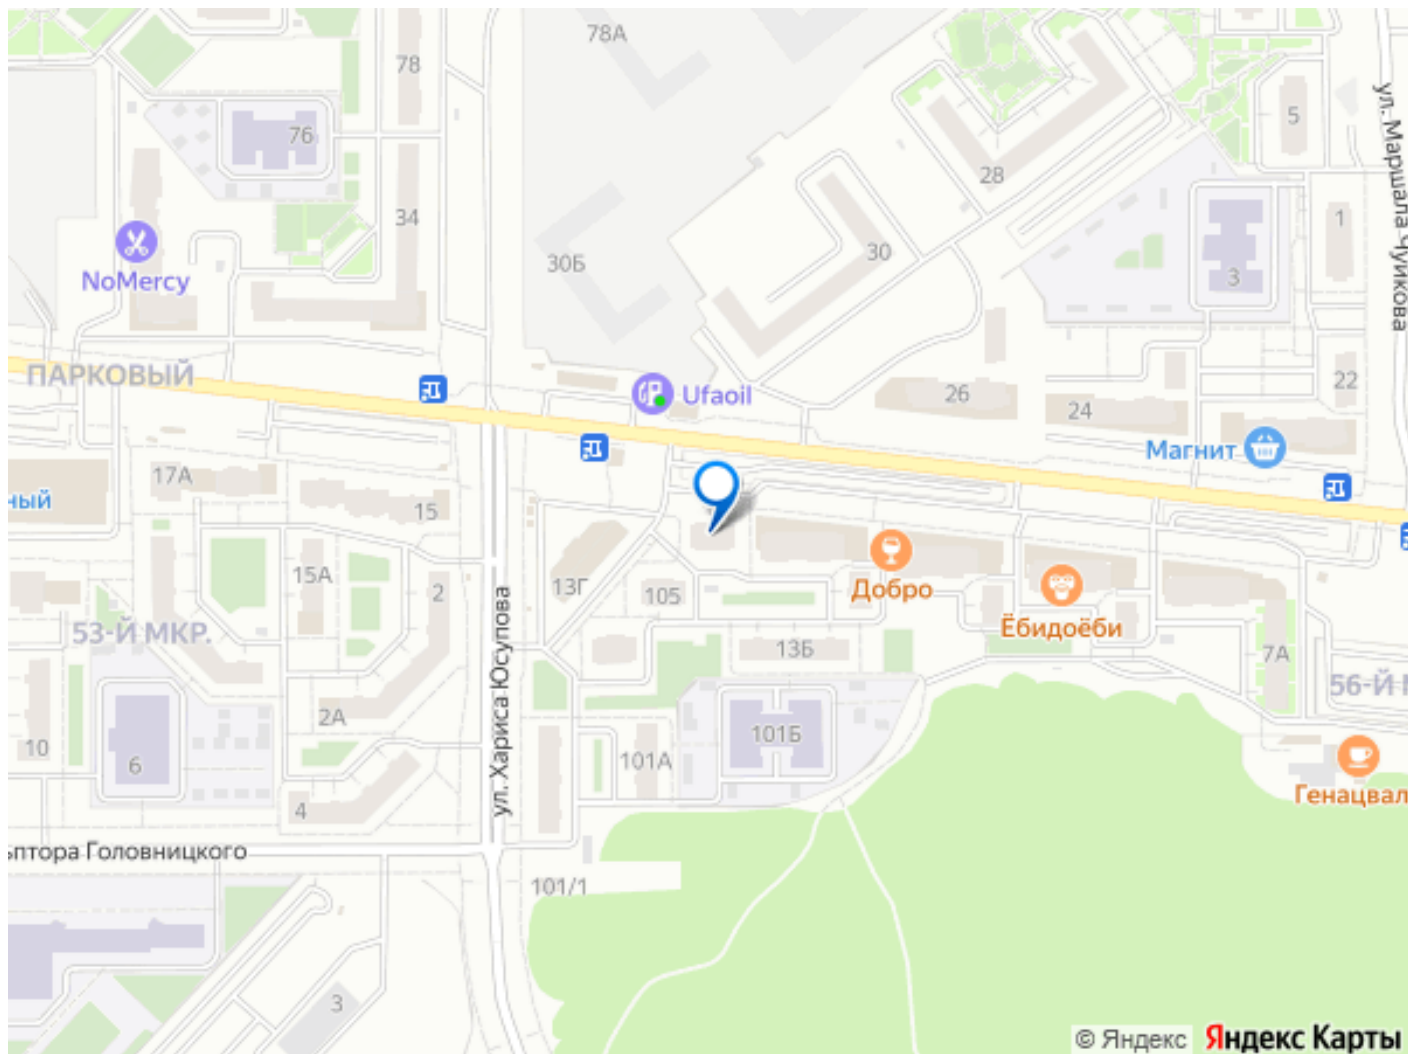 78А
78
5
76
28
ул. Маршала Чуйкова
34
1
30
30Б
3
NoMercy
ПАРКОВЫЙ
22
26
Ufaoil
24
Магнит
17А
ный
15
15А
13Г
2
105
Добро
Ёбидоёби
53-Й МКР.
ул. Хариса Юсупова
13Б
7А
56-Й М
2А
101Б
10
6
101А
4
Генацвал
ьптора Головницкого
101/1
3
© Яндекс Яндекс Карты